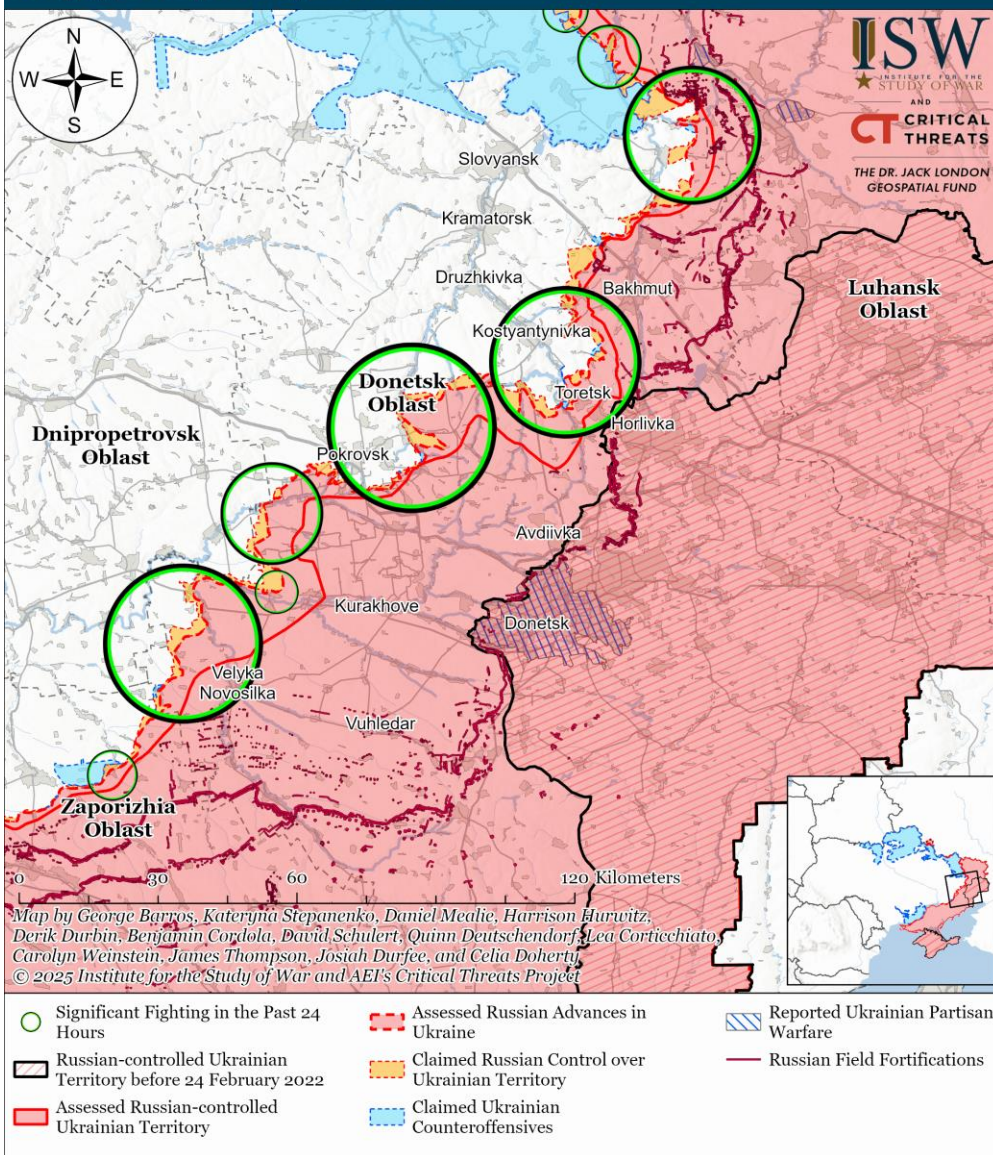 N
W
E
S
ISW
INSTITUTE FOR THE
STUDY OF WAR
AND
CT CRITICAL
THREATS
THE DR. JACK LONDON
GEOSPATIAL FUND
Slovyansk
Kramatorsk
Druzhkivka
Bakhmut
Luhansk
Oblast
Kostyantynivka
Donetsk
Oblast
Toretsk
Horlivka
Dnipropetrovsk
Oblast
Pokrovsk
Avdiivka
Kurakhove
Donetsk
Velyka
Novosilka
Vuhledar
Zaporizhia
Oblast
0 30 60 120 Kilometers
Map by George Barros, Kateryna Stepanenko, Daniel Mealie, Harrison Hurwitz,
Derik Durbin, Benjamin Cordola, David Schulert, Quinn Deutschendorf, Lea Corticchiato,
Carolyn Weinstein, James Thompson, Josiah Durfee, and Celia Doherty
© 2025 Institute for the Study of War and AEI's Critical Threats Project
Significant Fighting in the Past 24
Hours
Russian-controlled Ukrainian
Territory before 24 February 2022
Assessed Russian-controlled
Ukrainian Territory
Assessed Russian Advances in
Ukraine
Claimed Russian Control over
Ukrainian Territory
Claimed Ukrainian
Counteroffensives
Reported Ukrainian Partisan
Warfare
Russian Field Fortifications